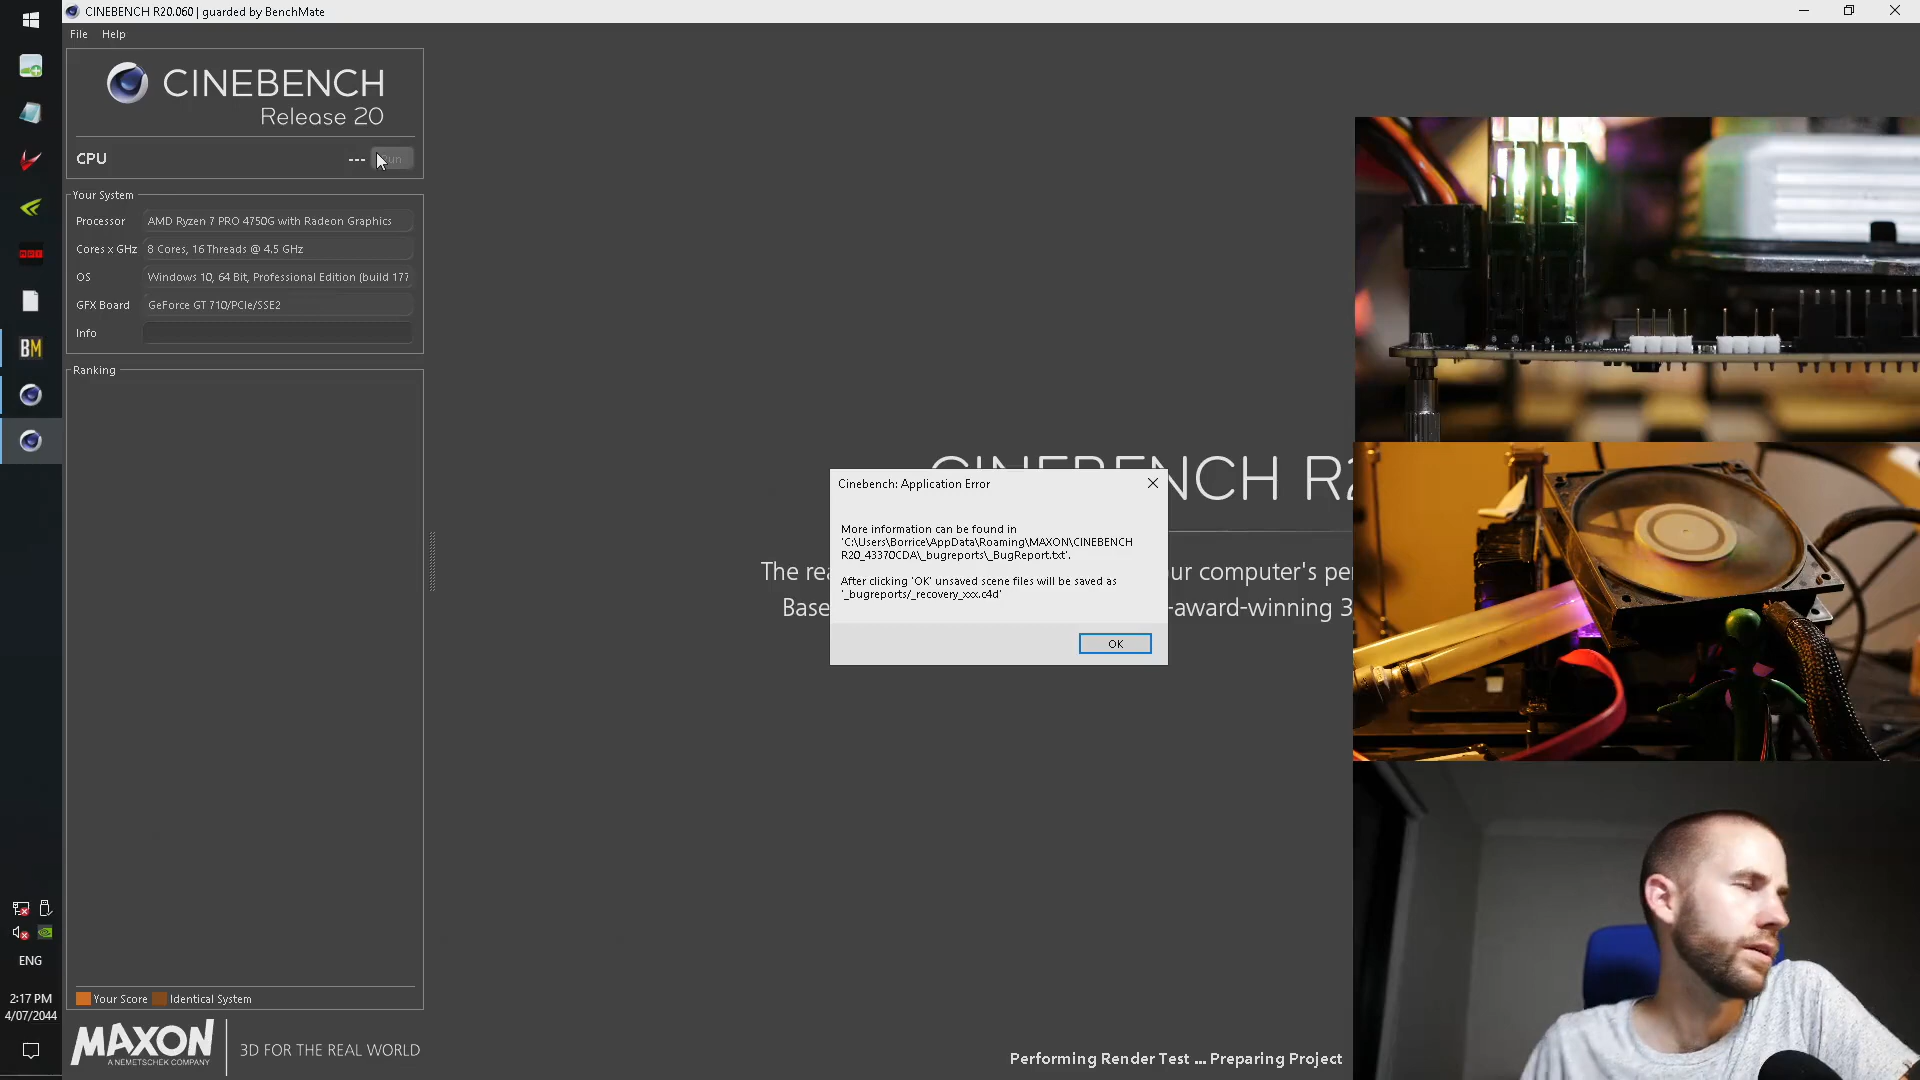 CINEBENCH R20.060 | guarded by BenchMate
File Help
CINEBENCH
Release 20
CPU
---
Your System
Processor AMD Ryzen 7 PRO 4750G with Radeon Graphics
Cores x GHz 8 Cores, 16 Threads @ 4.5 GHz
OS Windows 10, 64 Bit, Professional Edition (build 177
GFX Board GeForce GT 710/PCIe/SSE2
Info
Ranking
BM
CINEBENCH R2
The rea
ur computer's pe
Base
-award-winning 3
Cinebench: Application Error
More information can be found in
'C:\Users\Borrice\AppData\Roaming\MAXON\CINEBENCH
R20_43370CDA\_bugreports\_BugReport.txt'.
After clicking 'OK' unsaved scene files will be saved as
'_bugreports/_recovery_xxx.c4d'
OK
ENG
2:17 PM
4/07/2044
Your Score Identical System
MAXON
A NEMETSCHEK COMPANY
3D FOR THE REAL WORLD
Performing Render Test ... Preparing Project